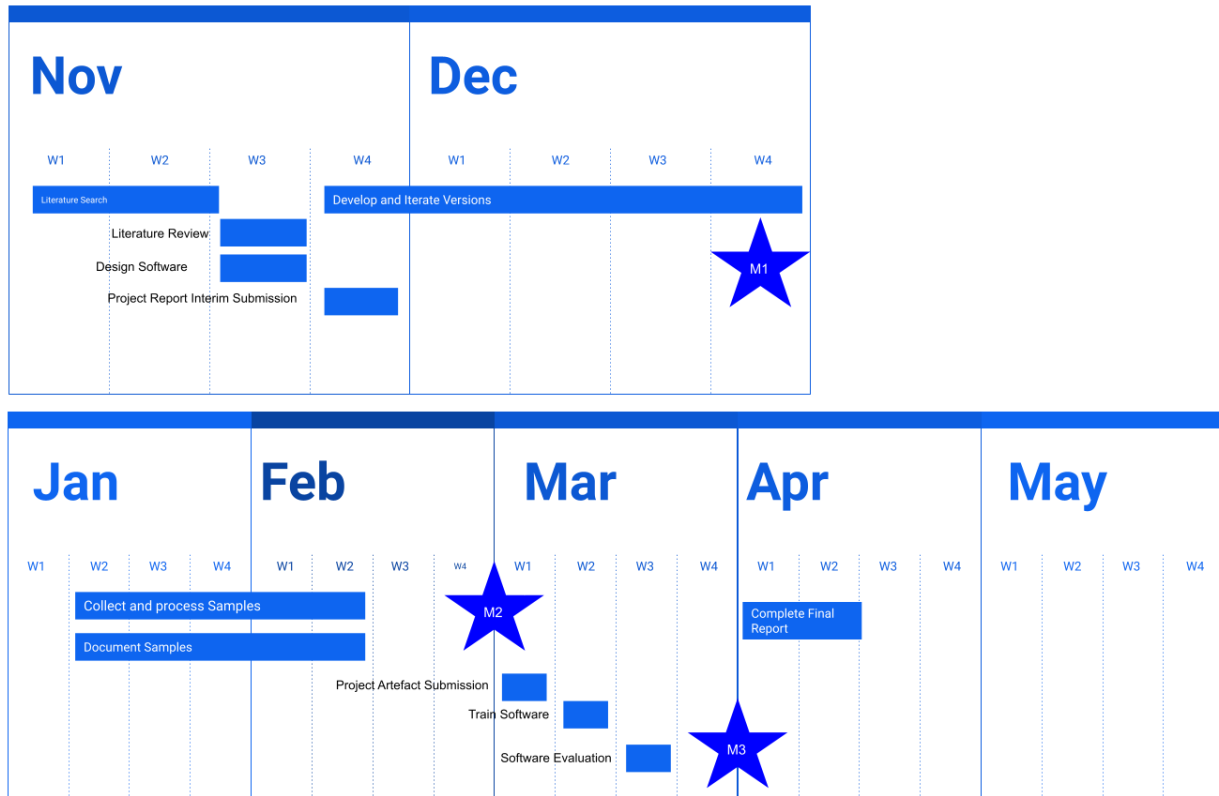 Nov Dec
W1 W2 W3 W4 W1 W2 W3 W4
Literature Search Develop and Iterate Versions
Literature Review
Design Software
M1
Project Report Interim Submission
Jan Feb Mar Apr May
W1 W2 W3 W4 W1 W2 W3 W4 W1 W2 W3 W4 W1 W2 W3 W4 W1 W2 W3 W4
Collect and process Samples
M2
Complete Final
Report
Document Samples
Project Artefact Submission
Train Software
M3
Software Evaluation